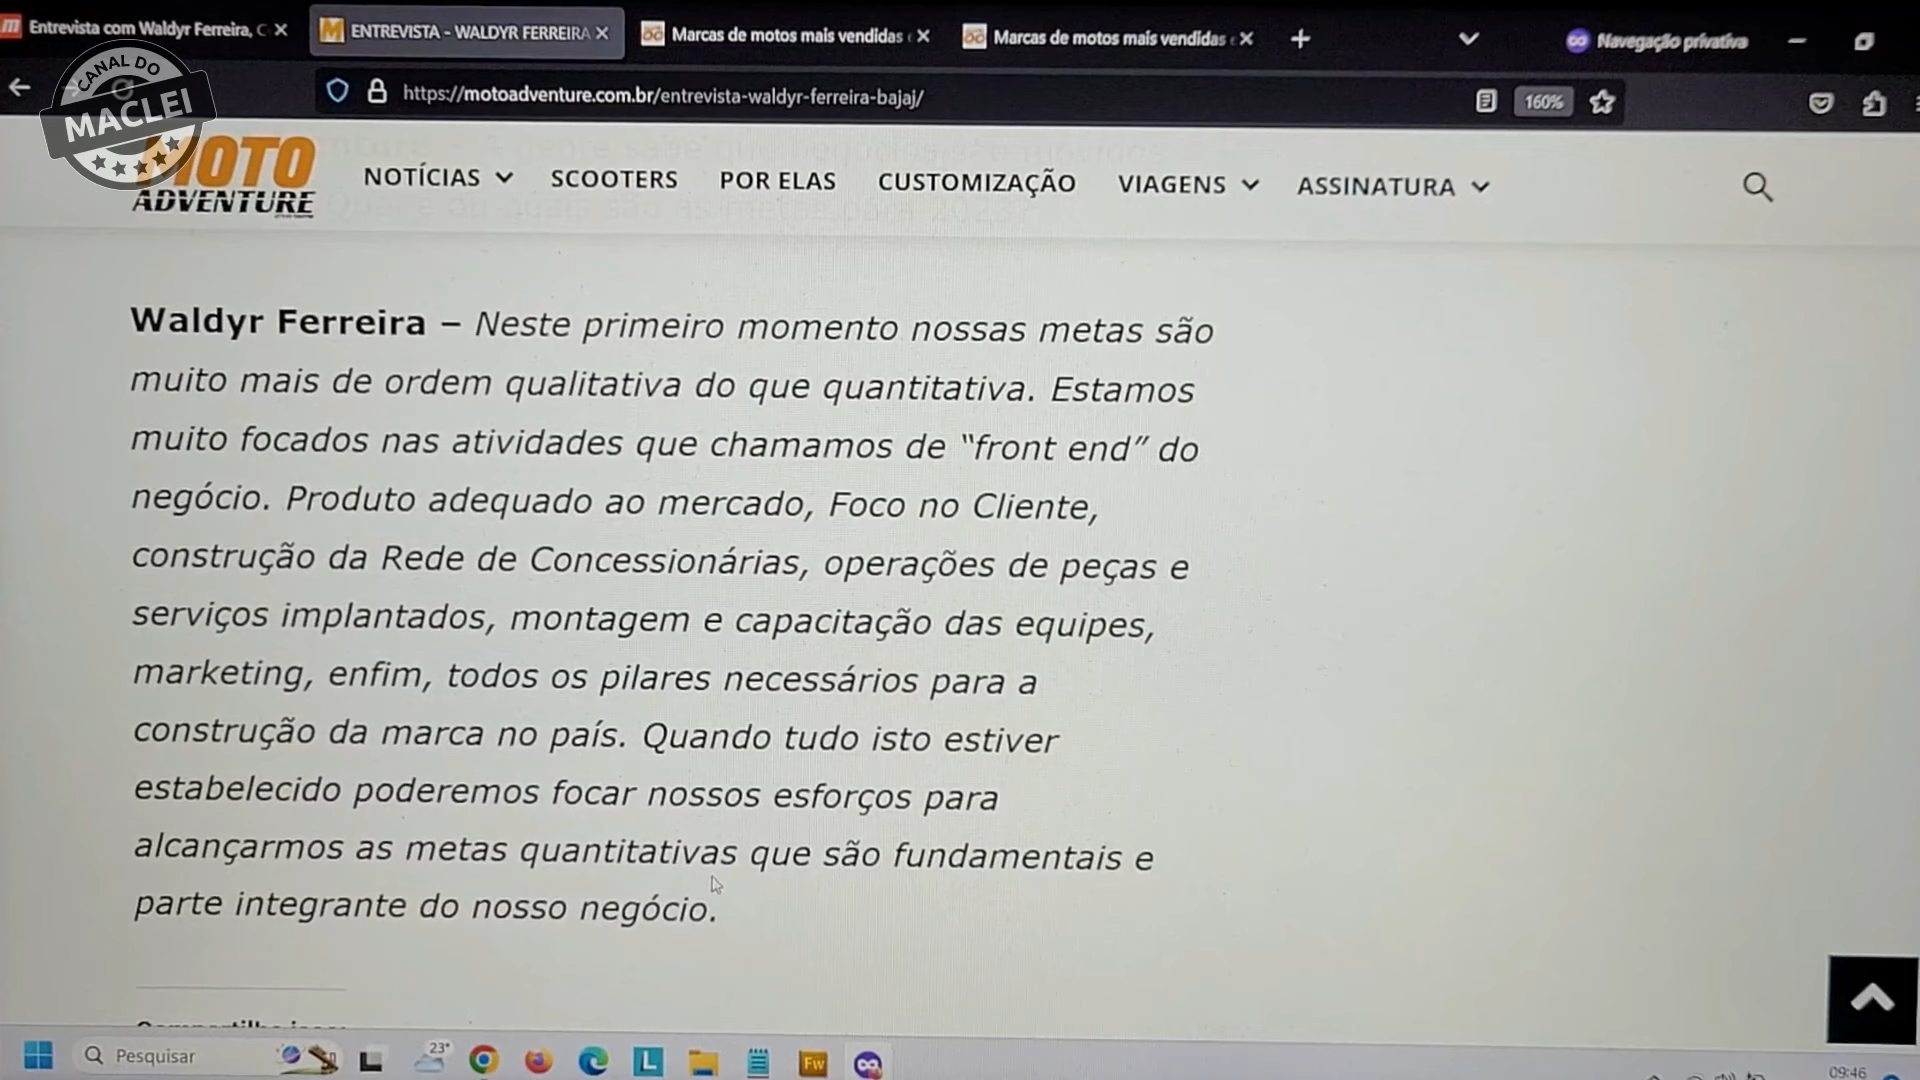 Entrevista com Waldyr Ferreira, C
ENTREVISTA - WALDYR FERREIRA
Marcas de motos mais vendidas
Marcas de motos mais vendidas
Navegação privativa
CANAL DO
MACLEI
https://motoadventure.com.br/entrevista-waldyr-ferreira-bajaj/
160%
MOTO
ADVENTURE
NOTÍCIAS
SCOOTERS
POR ELAS
CUSTOMIZAÇÃO
VIAGENS
ASSINATURA
Waldyr Ferreira – Neste primeiro momento nossas metas são
muito mais de ordem qualitativa do que quantitativa. Estamos
muito focados nas atividades que chamamos de “front end” do
negócio. Produto adequado ao mercado, Foco no Cliente,
construção da Rede de Concessionárias, operações de peças e
serviços implantados, montagem e capacitação das equipes,
marketing, enfim, todos os pilares necessários para a
construção da marca no país. Quando tudo isto estiver
estabelecido poderemos focar nossos esforços para
alcançarmos as metas quantitativas que são fundamentais e
parte integrante do nosso negócio.
Pesquisar
23°
L
Fw
09:46